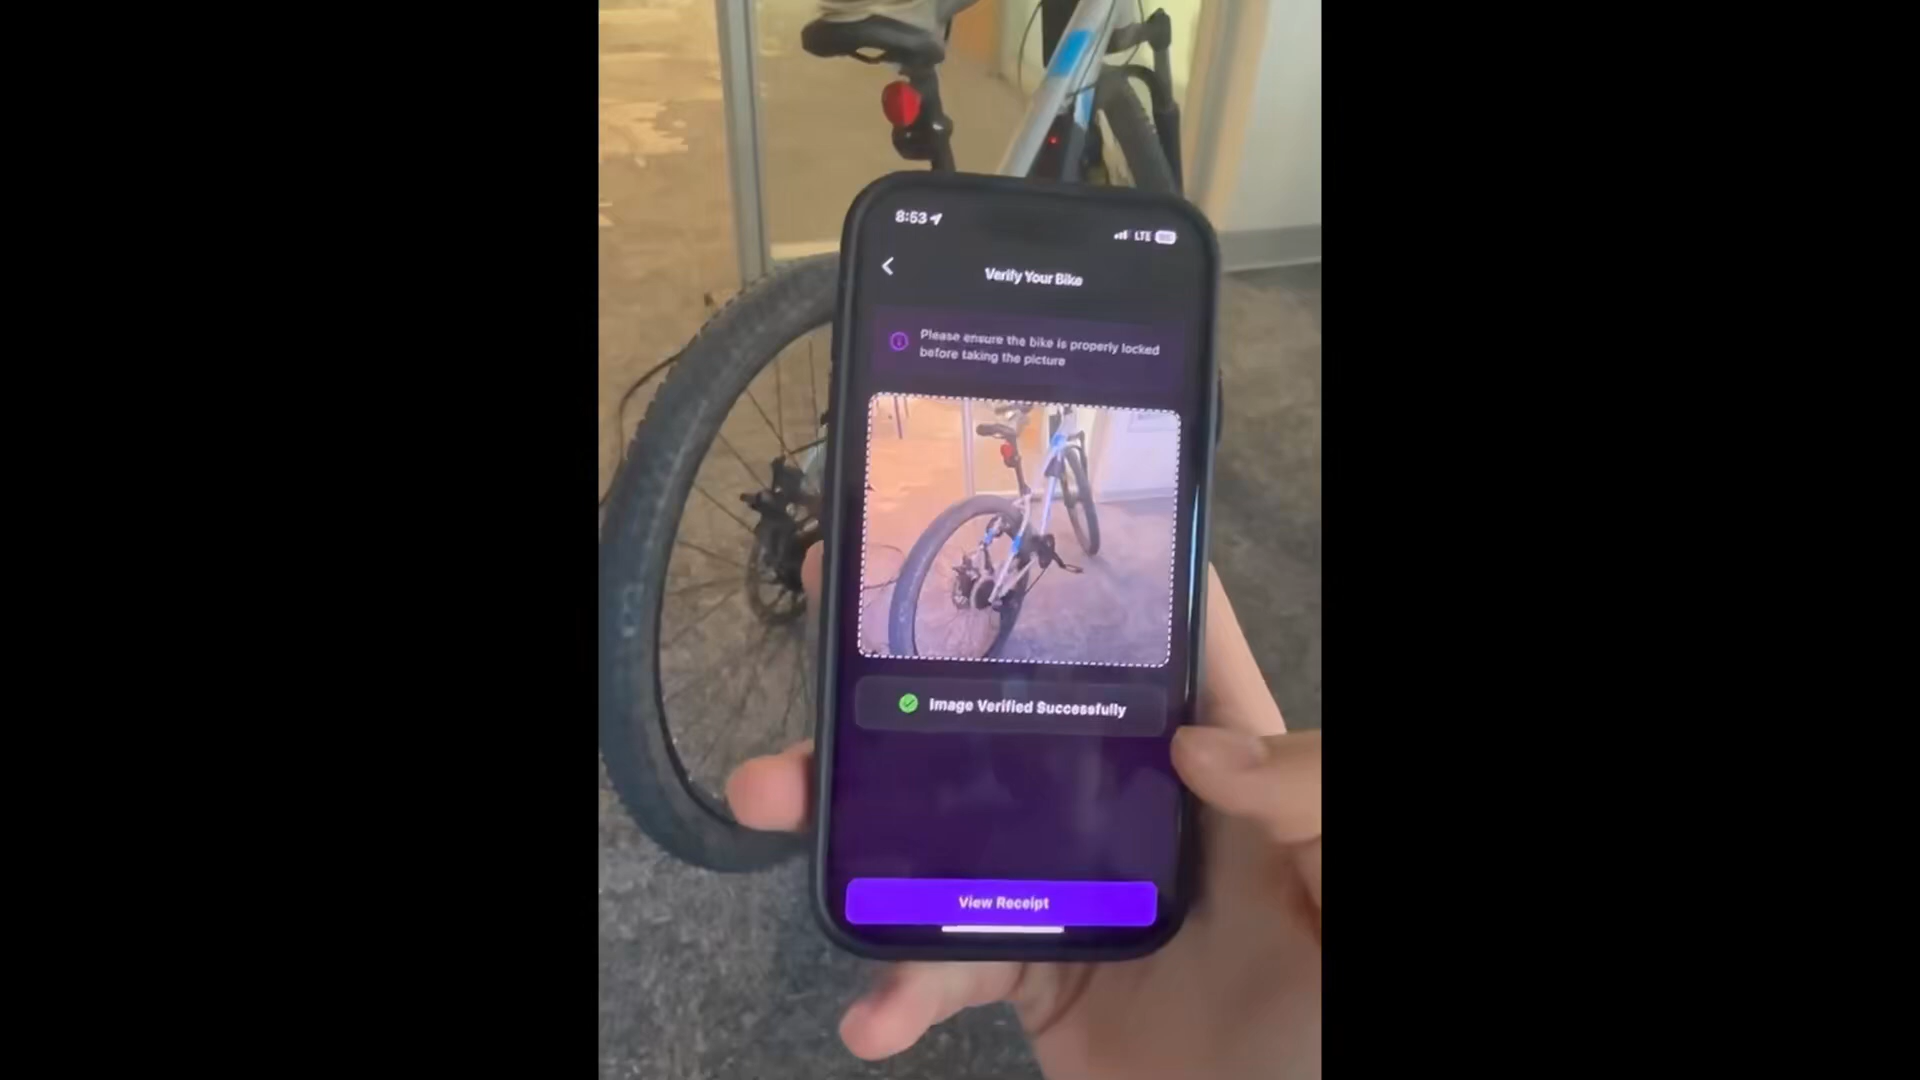 8:53
LTE
Verify Your Bike
Please ensure the bike is properly locked
before taking the picture
Image Verified Successfully
View Receipt